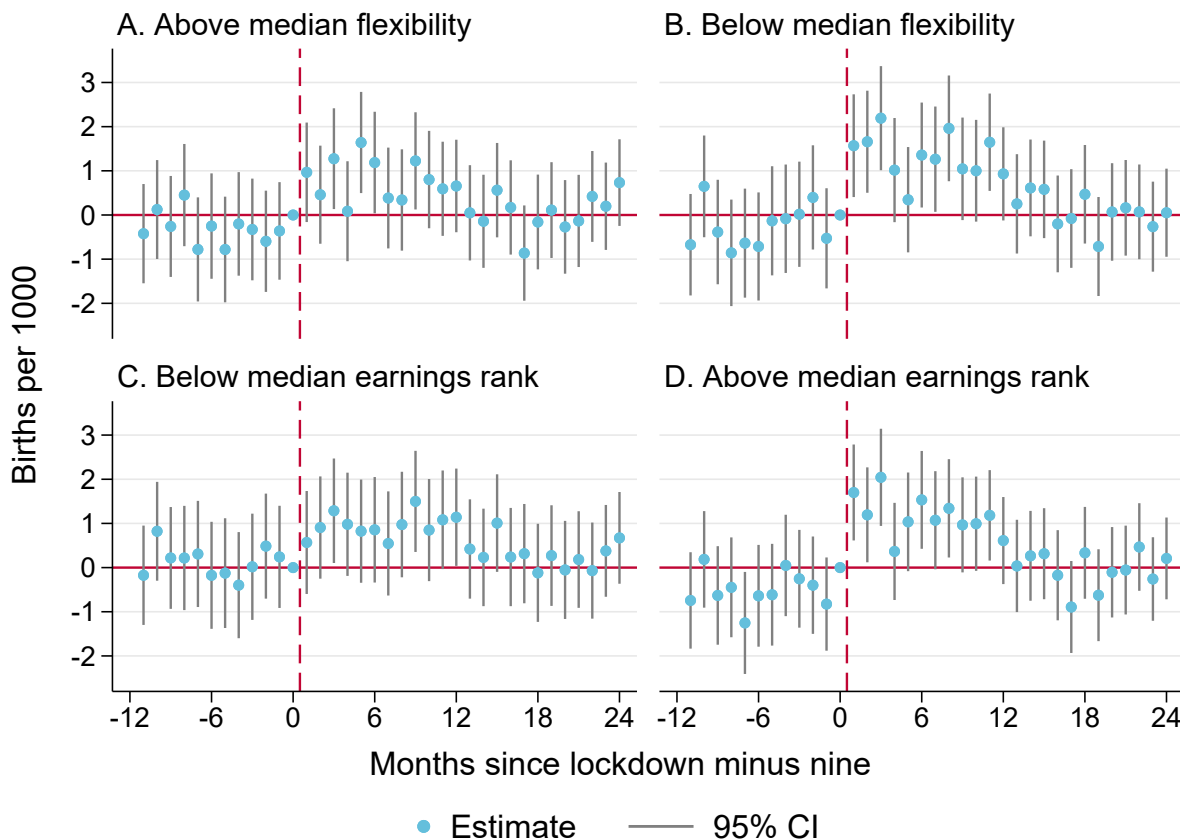 A. Above median flexibility
B. Below median flexibility
3
2
1
0
-1
-2
C. Below median earnings rank
D. Above median earnings rank
3
2
1
0
-1
-2
Births per 1000
-12 -6 0 6 12 18 24
-12 -6 0 6 12 18 24
Months since lockdown minus nine
Estimate 95% CI